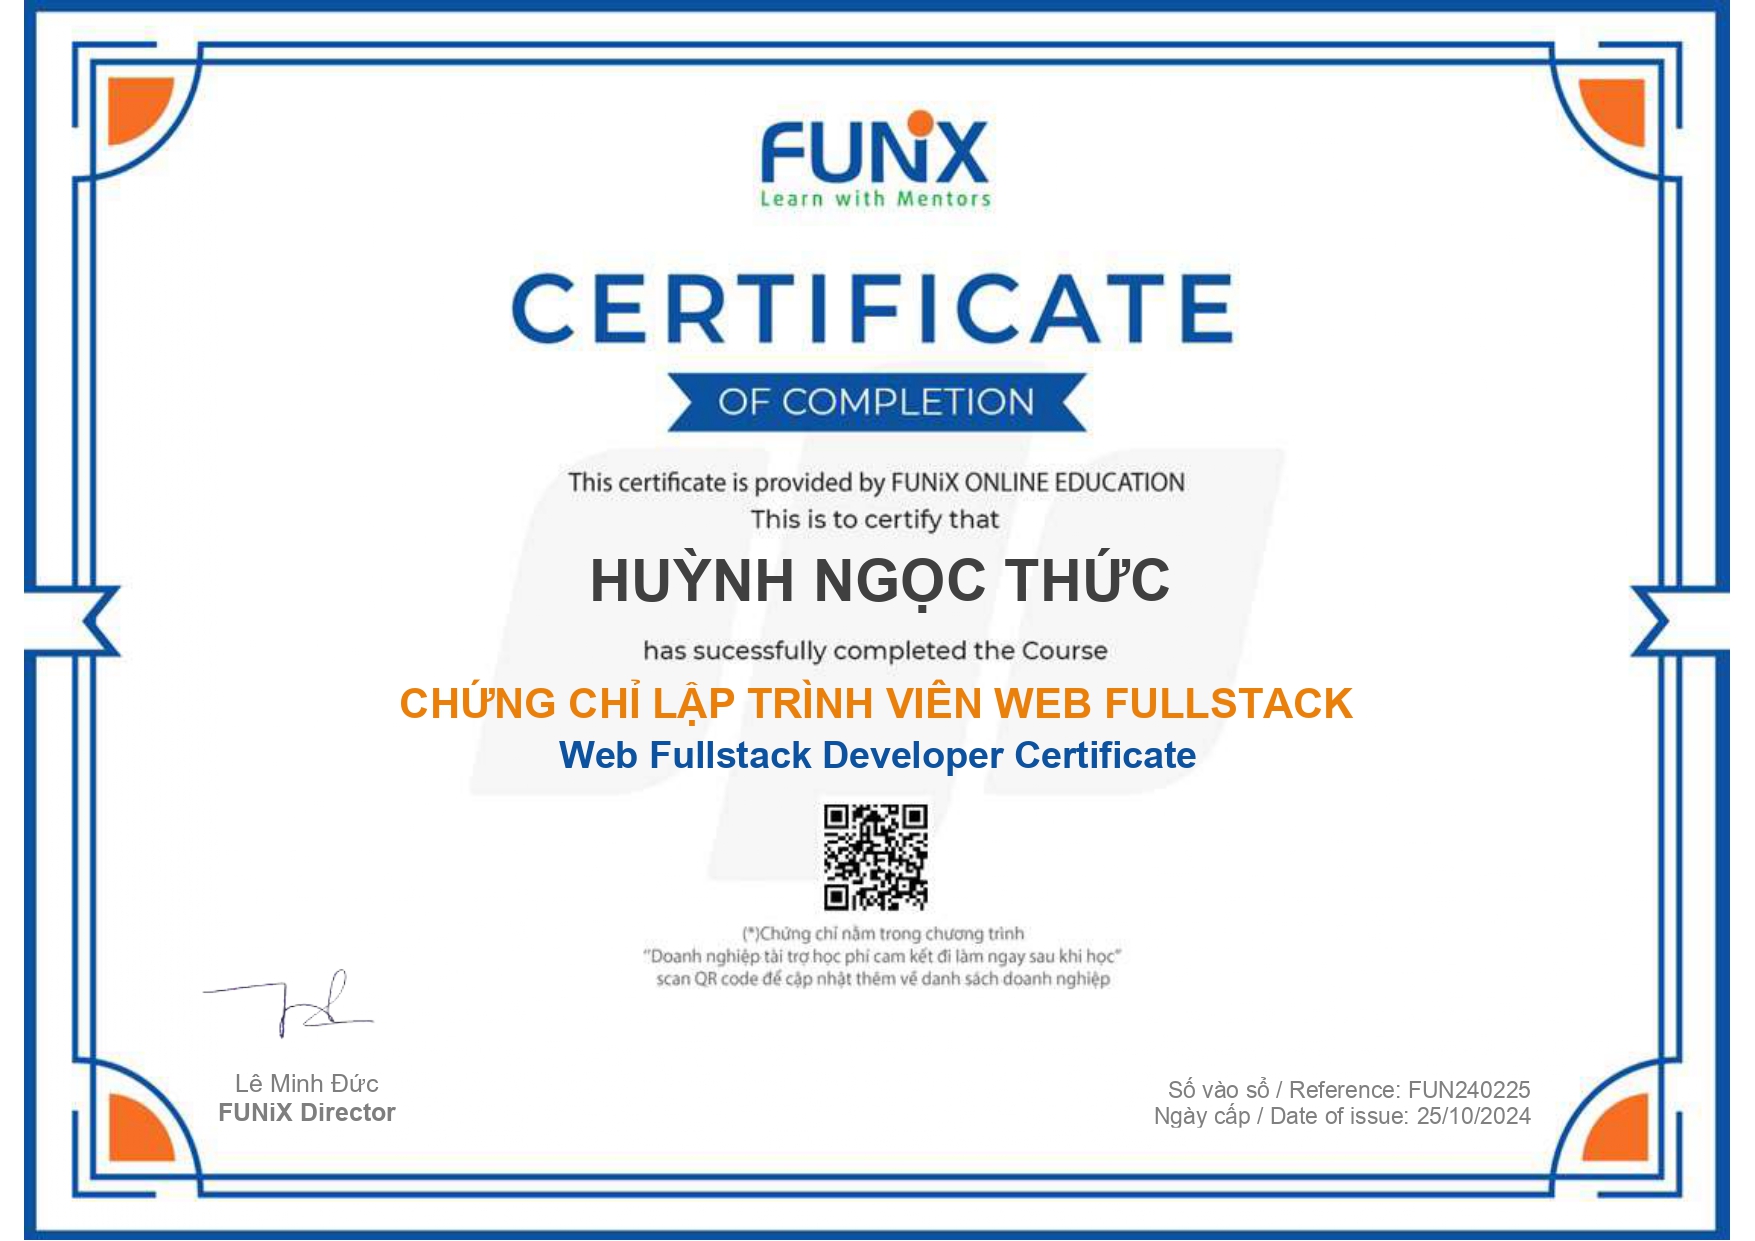 FUNiX
Learn with Mentors
CERTIFICATE
OF COMPLETION
This certificate is provided by FUNiX ONLINE EDUCATION
This is to certify that
HUỲNH NGỌC THỨC
has sucessfully completed the Course
CHỨNG CHỈ LẬP TRÌNH VIÊN WEB FULLSTACK
Web Fullstack Developer Certificate
(*)Chứng chỉ nằm trong chương trình
“Doanh nghiệp tài trợ học phí cam kết đi làm ngay sau khi học”
scan QR code để cập nhật thêm về danh sách doanh nghiệp
Lê Minh Đức
FUNiX Director
Số vào sổ / Reference: FUN240225
Ngày cấp / Date of issue: 25/10/2024